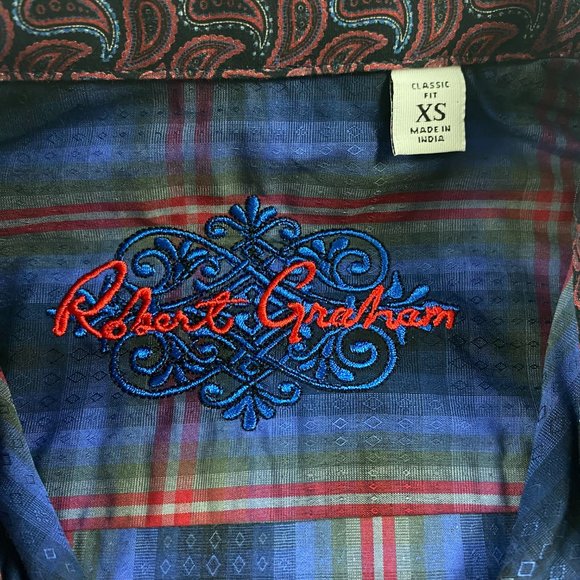 CLASSIC
FIT
XS
MADE IN
INDIA
Robert Graham